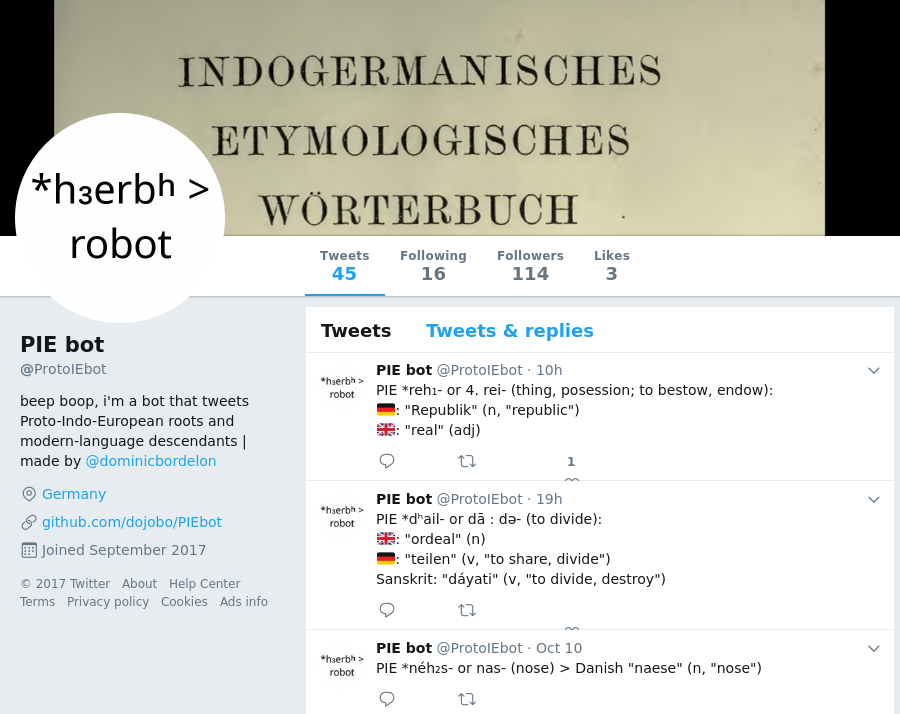 INDOGERMANISCHES
ETYMOLOGISCHES
WÖRTERBUCH
*h₃erbʰ >
robot
Tweets Following Followers Likes
45 16 114 3
PIE bot
@ProtoIEbot
beep boop, i'm a bot that tweets
Proto-Indo-European roots and
modern-language descendants |
made by @dominicbordelon
Germany
github.com/dojobo/PIEbot
Joined September 2017
© 2017 Twitter About Help Center
Terms Privacy policy Cookies Ads info
Tweets Tweets & replies
*h₃erbʰ >
robot
PIE bot @ProtoIEbot · 10h
PIE *reh₁- or 4. rei- (thing, posession; to bestow, endow):
🇩🇪: "Republik" (n, "republic")
🇬🇧: "real" (adj)
1
*h₃erbʰ >
robot
PIE bot @ProtoIEbot · 19h
PIE *dʰail- or dā : də- (to divide):
🇬🇧: "ordeal" (n)
🇩🇪: "teilen" (v, "to share, divide")
Sanskrit: "dáyati" (v, "to divide, destroy")
*h₃erbʰ >
robot
PIE bot @ProtoIEbot · Oct 10
PIE *néh₂s- or nas- (nose) > Danish "naese" (n, "nose")